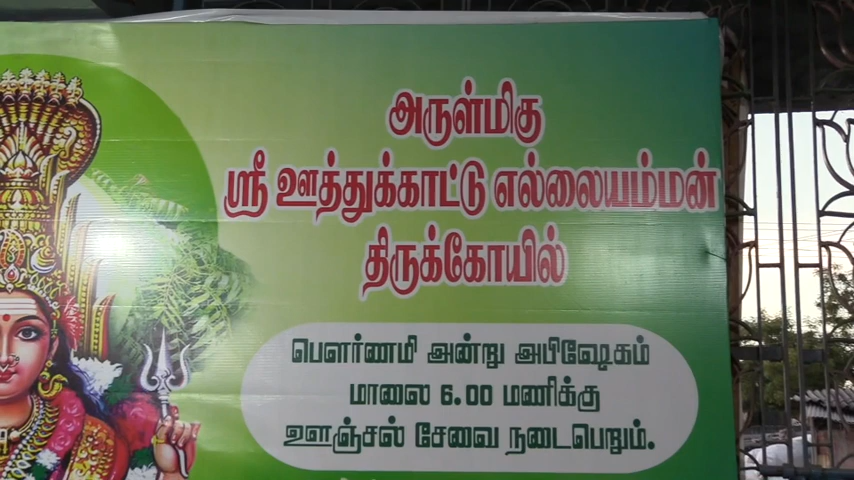 அருள்மிகு
ஸ்ரீ ஊத்துக்காட்டு எல்லையம்மன்
திருக்கோயில்
பௌர்ணமி அன்று அபிஷேகம்
மாலை 6.00 மணிக்கு
ஊஞ்சல் சேவை நடைபெறும்.